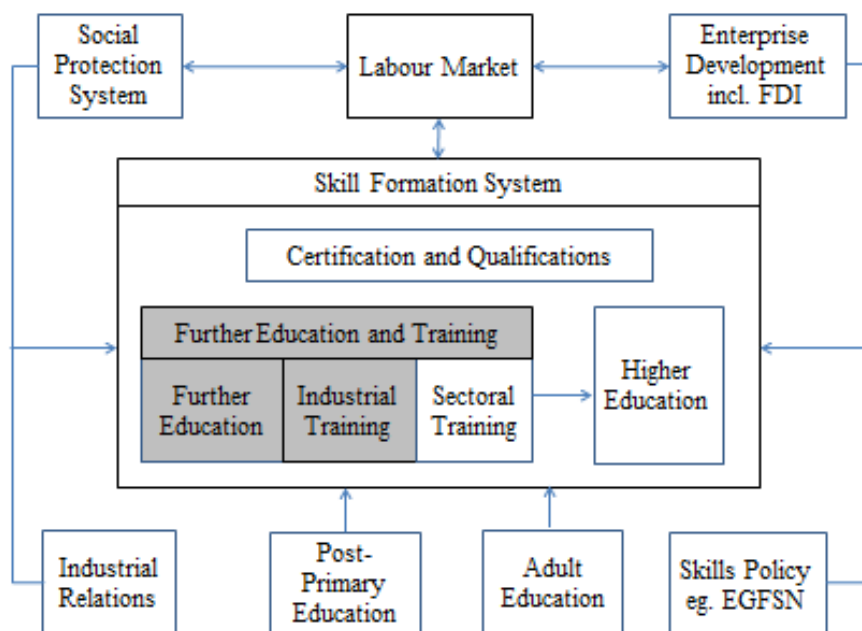 Social
Protection
System
Labour Market
Enterprise
Development
incl. FDI
Skill Formation System
Certification and Qualifications
Further Education and Training
Further
Education
Industrial
Training
Sectoral
Training
Higher
Education
Industrial
Relations
Post-
Primary
Education
Adult
Education
Skills Policy
eg. EGFSN